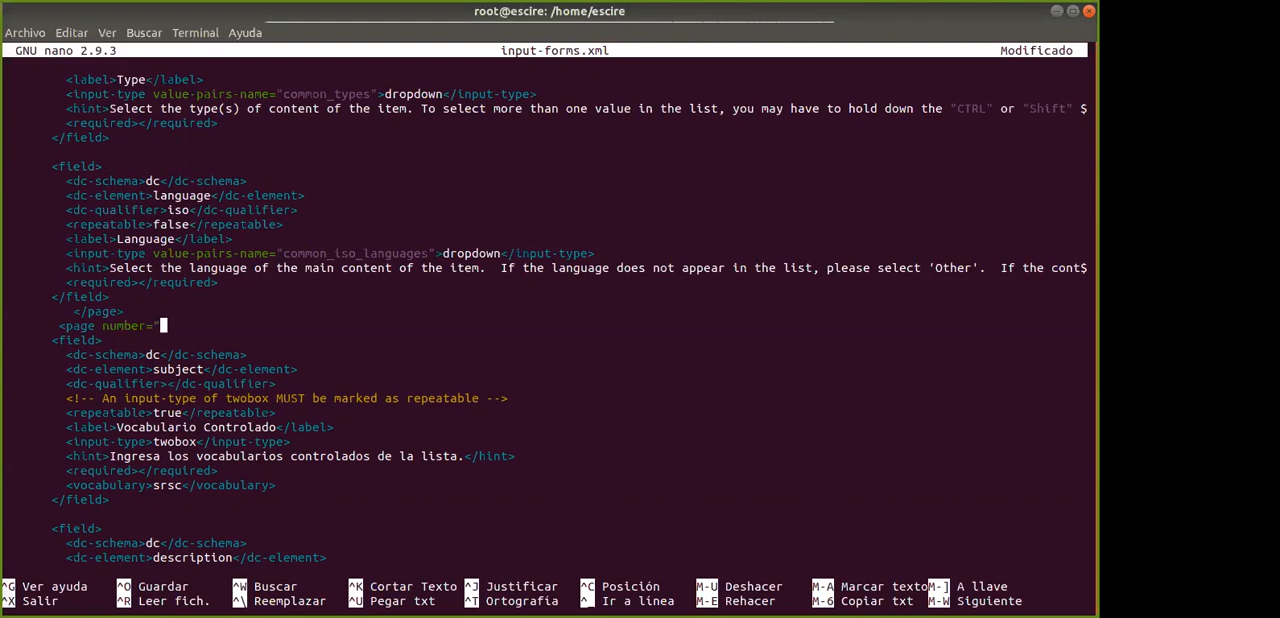 root@escire: /home/escire
Archivo Editar Ver Buscar Terminal Ayuda
GNU nano 2.9.3 input-forms.xml Modificado
<label>Type</label>
<input-type value-pairs-name="common_types">dropdown</input-type>
<hint>Select the type(s) of content of the item. To select more than one value in the list, you may have to hold down the "CTRL" or "Shift" $
<required></required>
</field>
<field>
<dc-schema>dc</dc-schema>
<dc-element>language</dc-element>
<dc-qualifier>iso</dc-qualifier>
<repeatable>false</repeatable>
<label>Language</label>
<input-type value-pairs-name="common_iso_languages">dropdown</input-type>
<hint>Select the language of the main content of the item.  If the language does not appear in the list, please select 'Other'.  If the cont$
<required></required>
</field>
</page>
<page number="
<field>
<dc-schema>dc</dc-schema>
<dc-element>subject</dc-element>
<dc-qualifier></dc-qualifier>
<!-- An input-type of twobox MUST be marked as repeatable -->
<repeatable>true</repeatable>
<label>Vocabulario Controlado</label>
<input-type>twobox</input-type>
<hint>Ingresa los vocabularios controlados de la lista.</hint>
<required></required>
<vocabulary>srsc</vocabulary>
</field>
<field>
<dc-schema>dc</dc-schema>
<dc-element>description</dc-element>
^G Ver ayuda ^O Guardar ^W Buscar ^K Cortar Texto ^J Justificar ^C Posición M-U Deshacer M-A Marcar texto M-] A llave
^X Salir ^R Leer fich. ^\ Reemplazar ^U Pegar txt ^T Ortografía ^_ Ir a línea M-E Rehacer M-6 Copiar txt M-W Siguiente